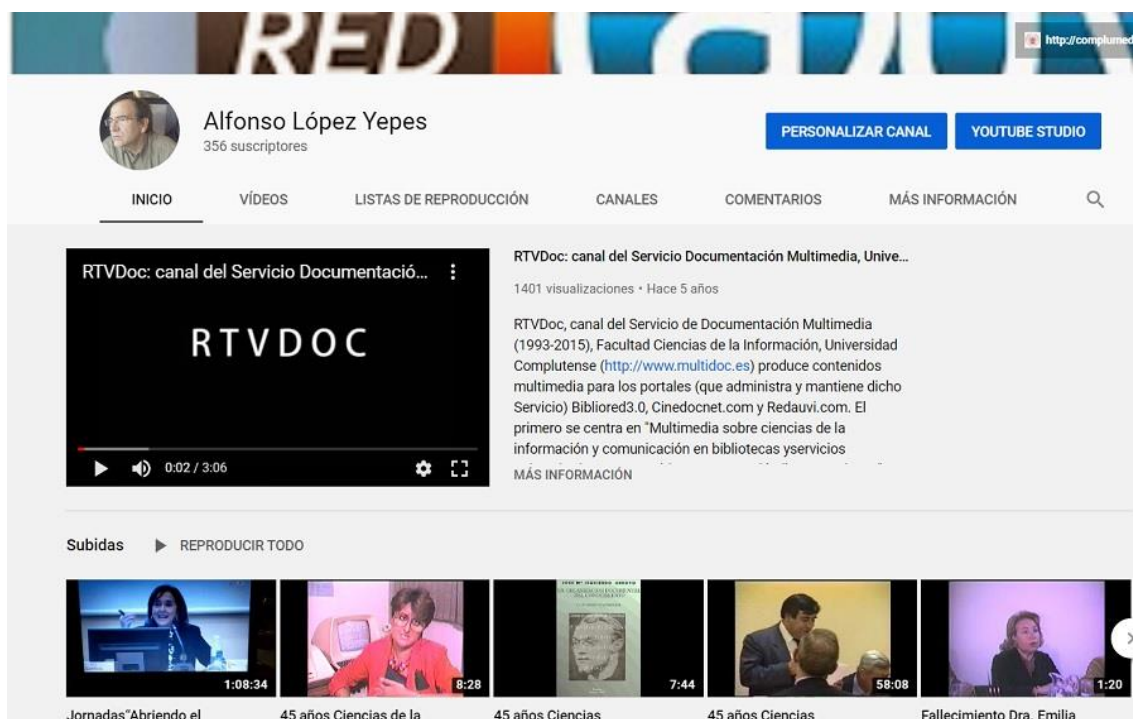 RED
http://complumed
Alfonso López Yepes
356 suscriptores
PERSONALIZAR CANAL
YOUTUBE STUDIO
INICIO
VÍDEOS
LISTAS DE REPRODUCCIÓN
CANALES
COMENTARIOS
MÁS INFORMACIÓN
RTVDoc: canal del Servicio Documentació...
RTVDOC
0:02 / 3:06
RTVDoc: canal del Servicio Documentación Multimedia, Unive...
1401 visualizaciones • Hace 5 años
RTVDoc, canal del Servicio de Documentación Multimedia
(1993-2015), Facultad Ciencias de la Información, Universidad
Complutense (http://www.multidoc.es) produce contenidos
multimedia para los portales (que administra y mantiene dicho
Servicio) Bibliored3.0, Cinedocnet.com y Redauvi.com. El
primero se centra en "Multimedia sobre ciencias de la
información y comunicación en bibliotecas yservicios
MÁS INFORMACIÓN
Subidas
REPRODUCIR TODO
1:08:34
8:28
7:44
58:08
1:20
Jornadas"Abriendo el
45 años Ciencias de la
45 años Ciencias
45 años Ciencias
Fallecimiento Dra. Emilia